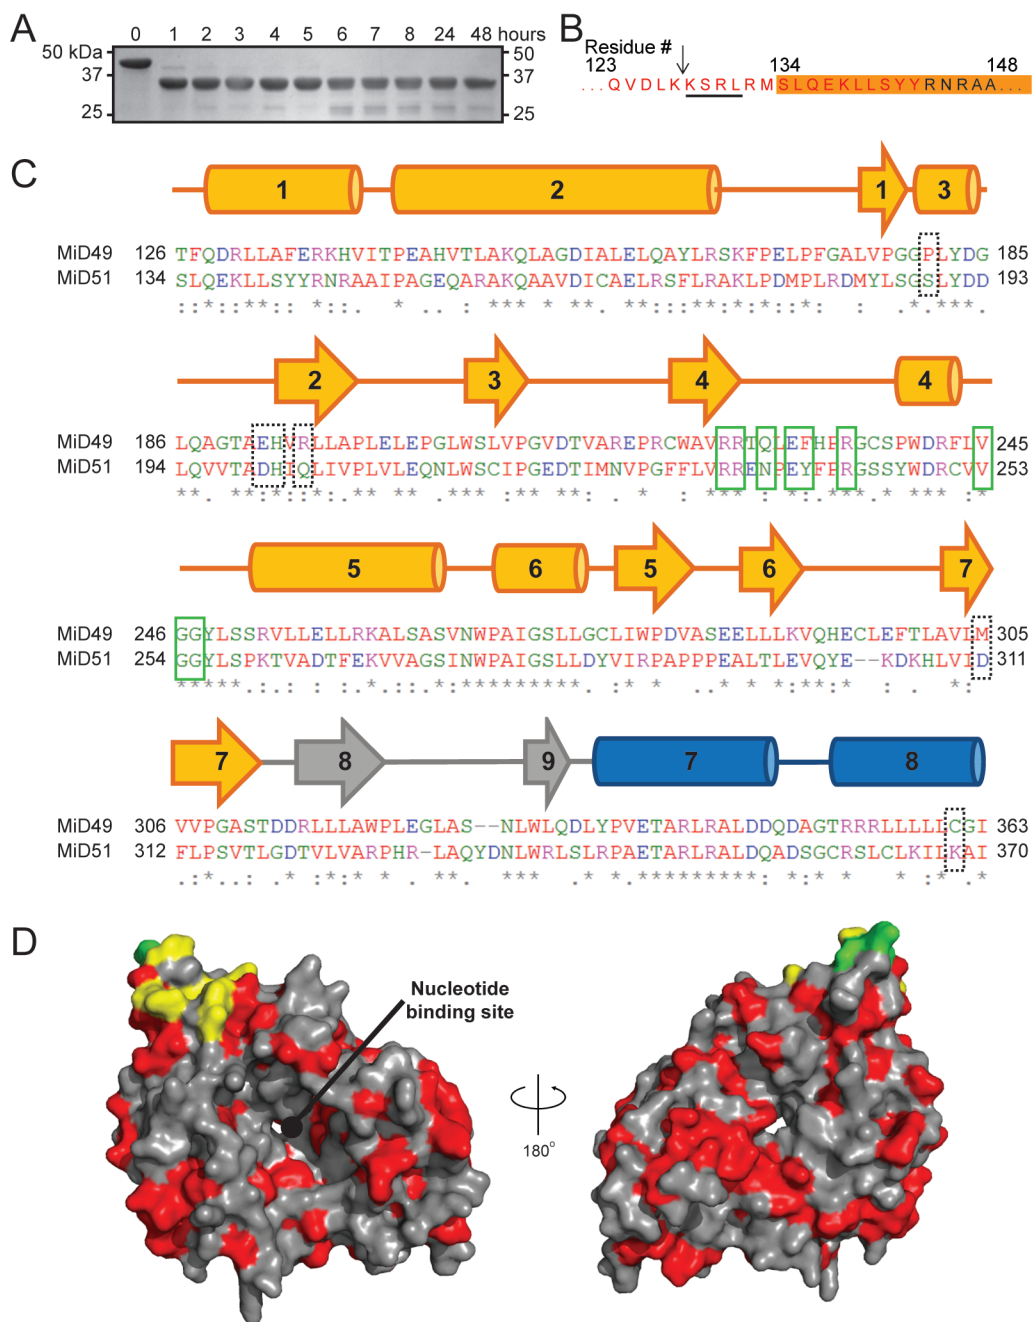 A
0 1 2 3 4 5 6 7 8 24 48 hours
50 kDa 50
37 37
25 25
B
Residue #
123 134 148
...QVDLKKSRLRMSLQEKLLSYYRNRAA...
C
1 2 1 3
MiD49 126 TFQDRLLAFERKHVITPEAHVTLAKQLAGDIALELQAYLRSKFPELPFGALVPGGPLYDG 185
MiD51 134 SLQEKLLSYYRNRAAIPAGEQARAKQAAVDICAELRSFLRAKLPDMPLRDMYLSGSLYDD 193
2 3 4 4
MiD49 186 LQAGTAEHVRLLAPLELEPGLWSLVPGVDTVAREPRCWAVRRTQLEFHPRGCSPWDRFLV 245
MiD51 194 LQVVTADHIQLIVPLVLEQNLWSCIPGEDTIMNVPGFFLVRRENPEYFPRGSSYWDRCVV 253
5 6 5 6 7
MiD49 246 GGYLSSRVLLELLRKALSASVNWPAIGSLLGCLIWPDVASEELLLKVQHECLEFTLAVLM 305
MiD51 254 GGYLSPKTVADTFEKVVAGSINWPAIGSLLDYVIRPAPPPEALTLEVQYE--KDKHLVID 311
7 8 9 7 8
MiD49 306 VVPGASTDDRLLLAWPLEGLAS--NLWLQDLYPVETARLRALDDQDAGTRRRLLLLLCGI 363
MiD51 312 FLPSVTLGDTVLVARPHR-LAQYDNLWRLSLRPAETARLRALDQADSGCRSLCLKILKAI 370
D
Nucleotide
binding site
180°